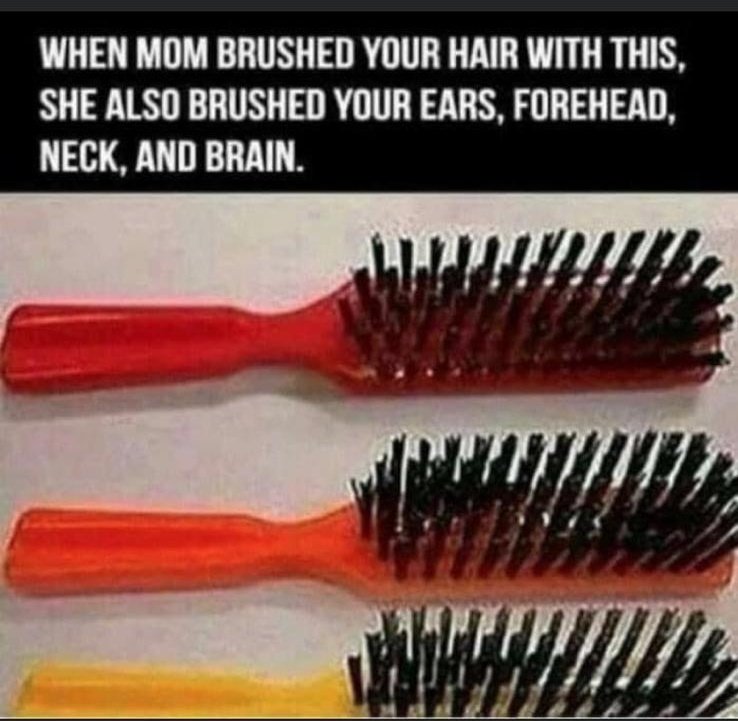 WHEN MOM BRUSHED YOUR HAIR WITH THIS,
SHE ALSO BRUSHED YOUR EARS, FOREHEAD,
NECK, AND BRAIN.